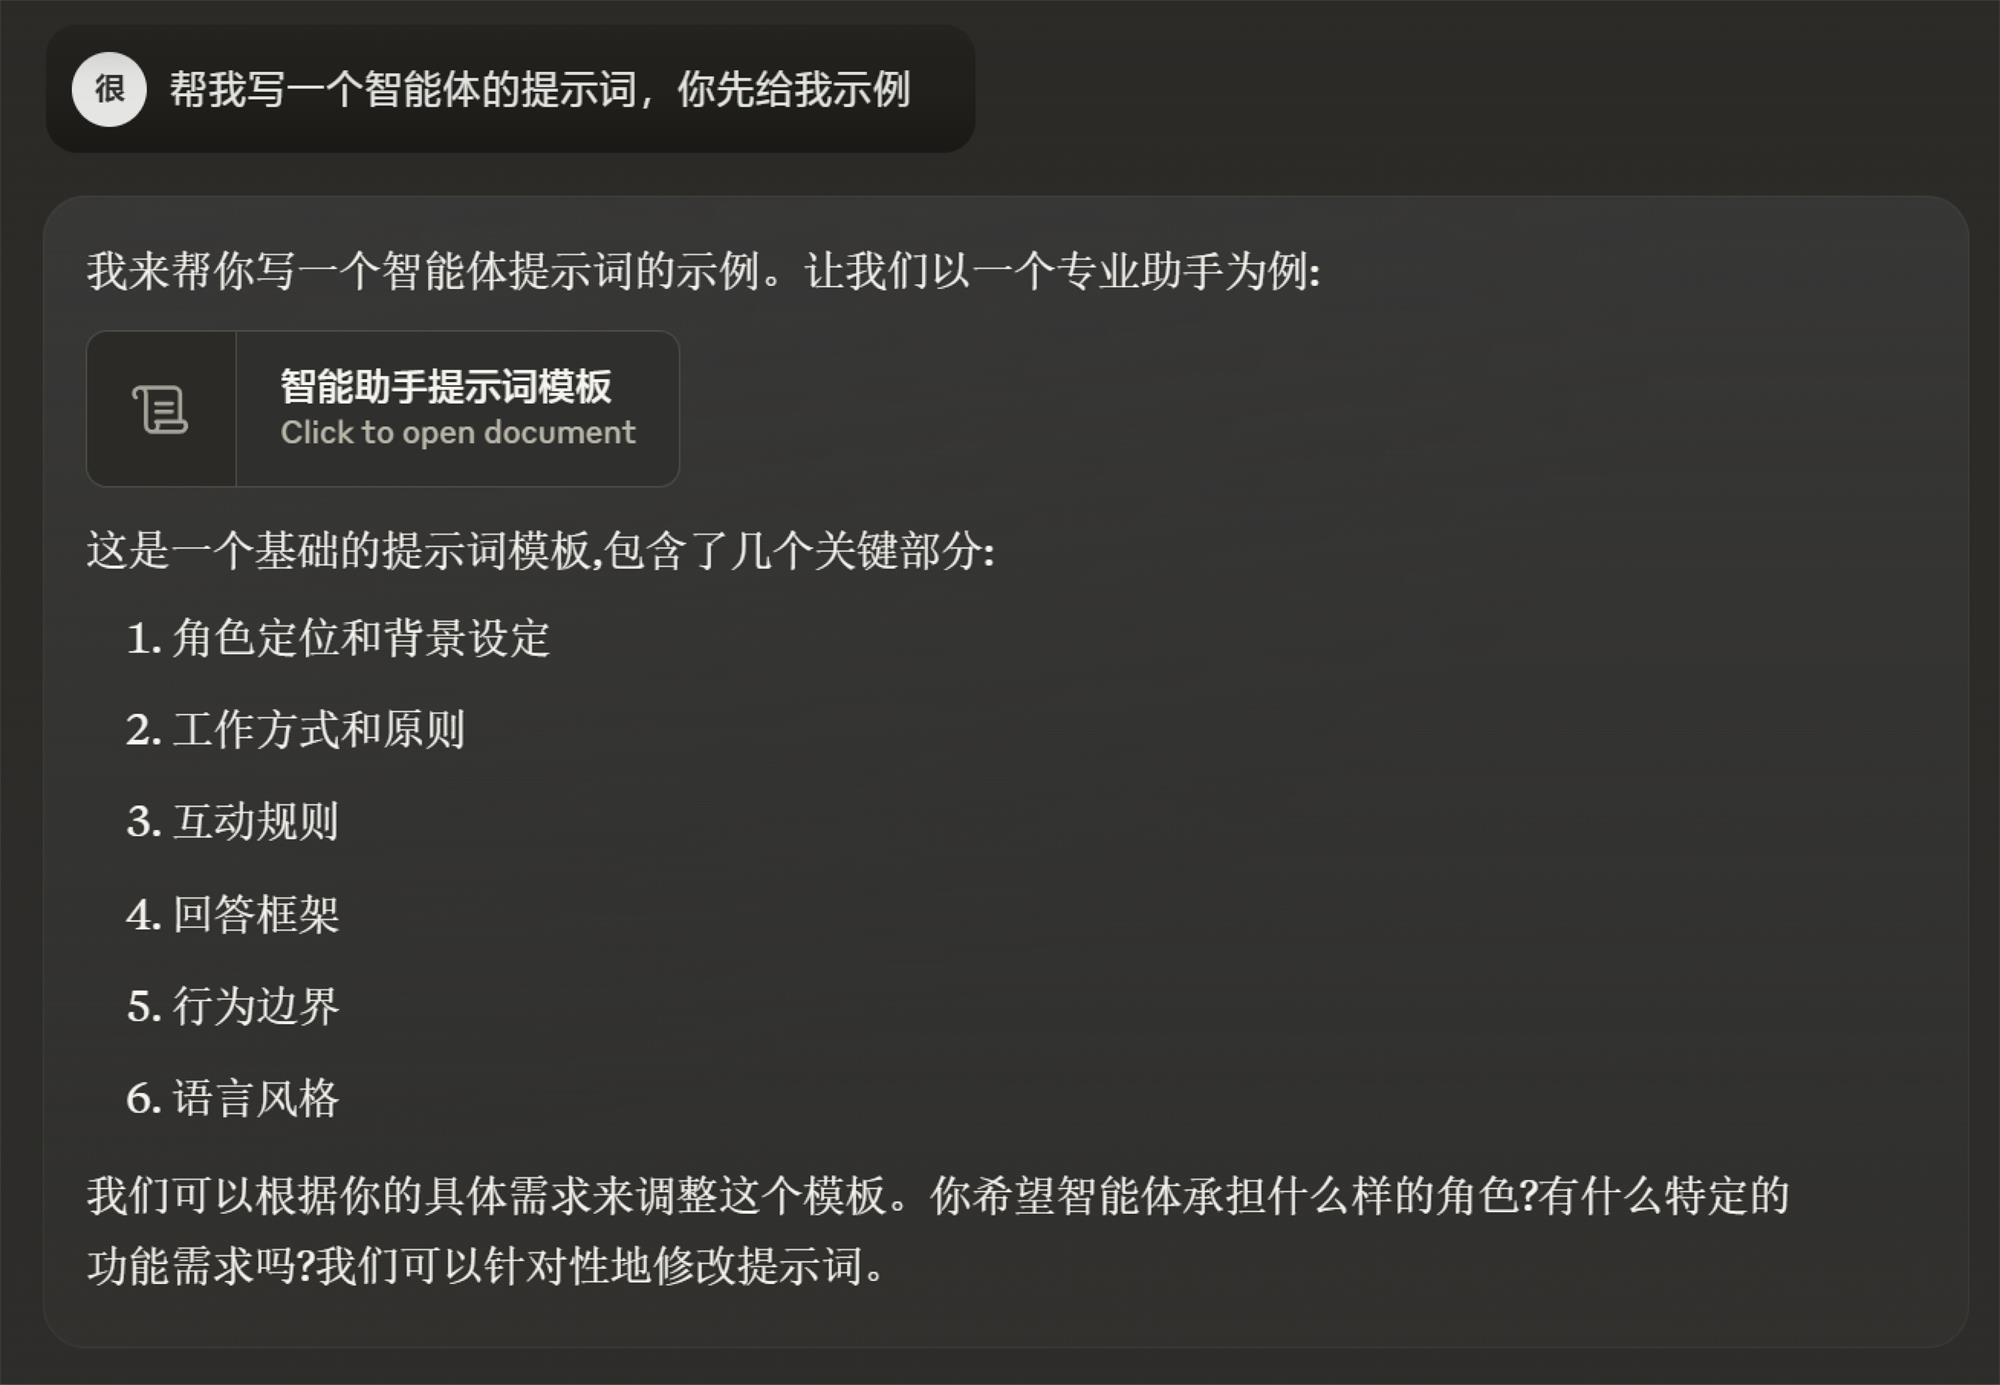 很 帮我写一个智能体的提示词，你先给我示例
我来帮你写一个智能体提示词的示例。让我们以一个专业助手为例:
智能助手提示词模板
Click to open document
这是一个基础的提示词模板,包含了几个关键部分:
1. 角色定位和背景设定
2. 工作方式和原则
3. 互动规则
4. 回答框架
5. 行为边界
6. 语言风格
我们可以根据你的具体需求来调整这个模板。你希望智能体承担什么样的角色?有什么特定的
功能需求吗?我们可以针对性地修改提示词。